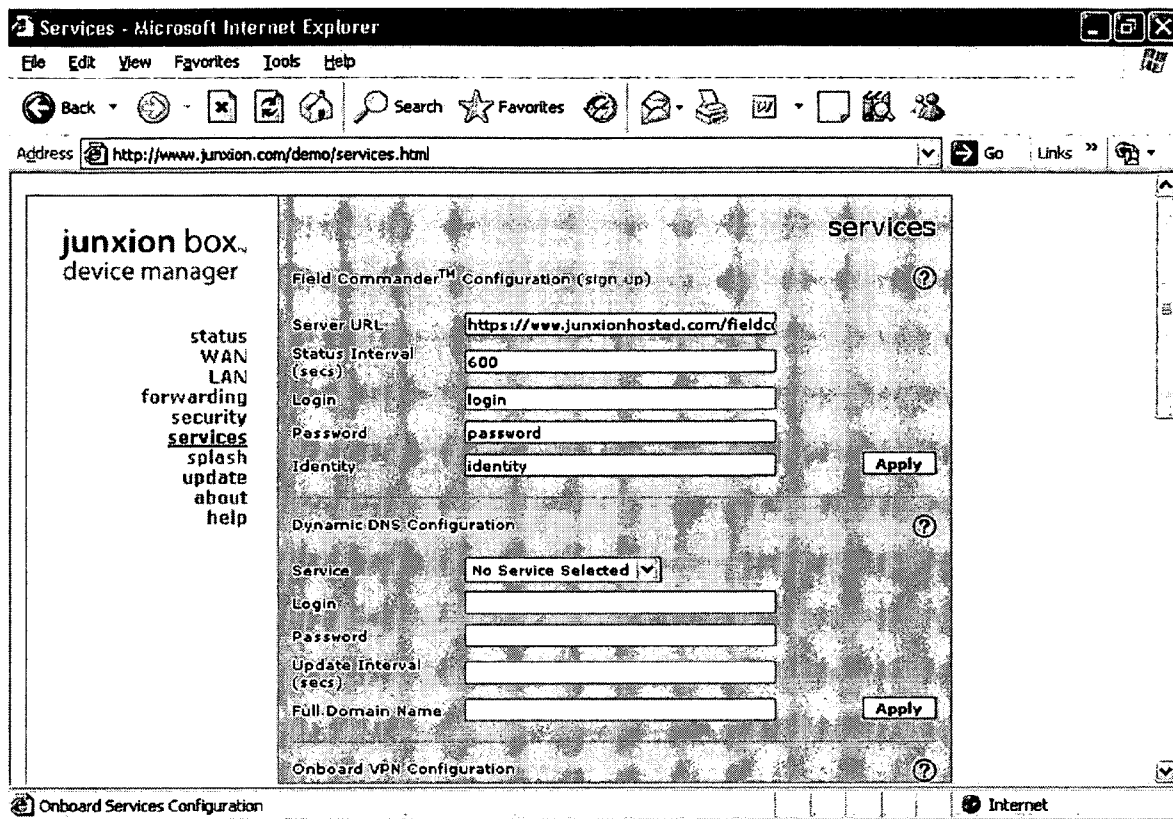 Services - Microsoft Internet Explorer
File Edit View Favorites Tools Help
Back Search Favorites
Address http://www.junxion.com/demo/services.html Go Links »
junxion box™
device manager
status
WAN
LAN
forwarding
security
services
splash
update
about
help
services
Field Commander™ Configuration (sign up) ?
Server URL https://www.junxionhosted.com/fieldc
Status Interval (secs) 600
Login login
Password password
Identity identity Apply
Dynamic DNS Configuration ?
Service No Service Selected
Login
Password
Update Interval (secs)
Full Domain Name Apply
Onboard VPN Configuration ?
Onboard Services Configuration Internet